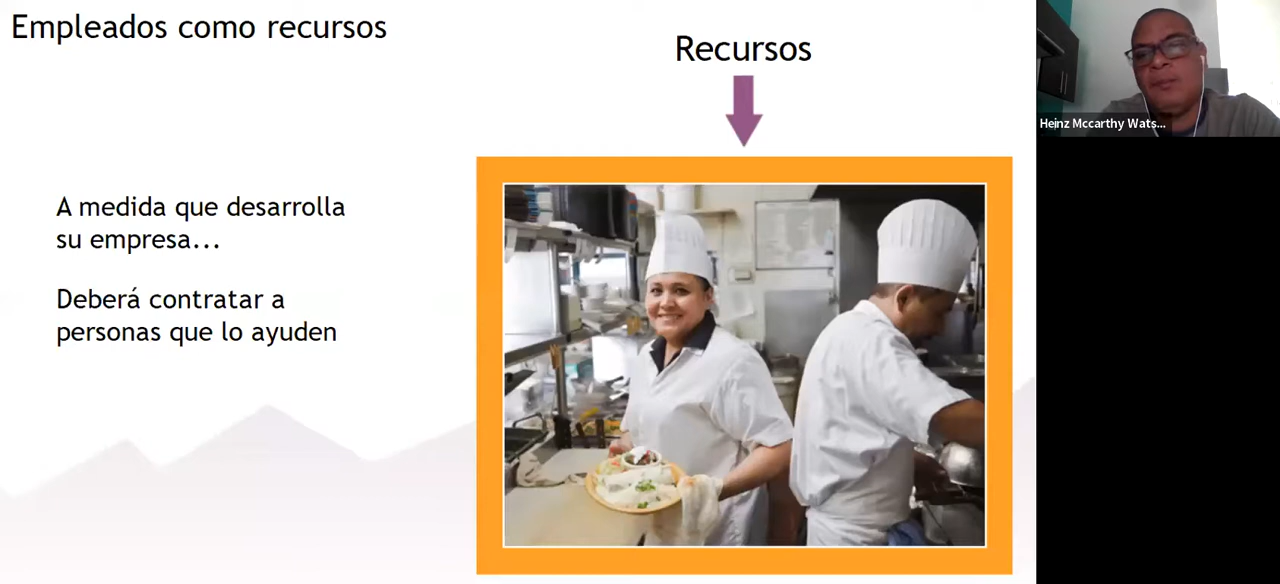 Empleados como recursos
Recursos
A medida que desarrolla
su empresa...
Deberá contratar a
personas que lo ayuden
Heinz Mccarthy Wats...